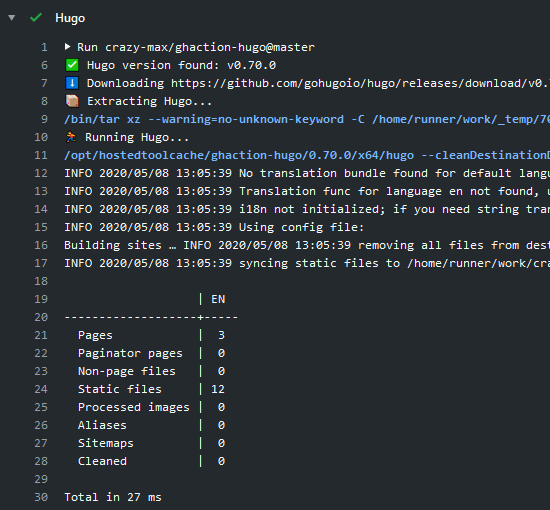 Hugo
1 Run crazy-max/ghaction-hugo@master
6 ✅ Hugo version found: v0.70.0
7 ⬇️ Downloading https://github.com/gohugoio/hugo/releases/download/v0.
8 📦 Extracting Hugo...
9 /bin/tar xz --warning=no-unknown-keyword -C /home/runner/work/_temp/70
10 🏃 Running Hugo...
11 /opt/hostedtoolcache/ghaction-hugo/0.70.0/x64/hugo --cleanDestinationD
12 INFO 2020/05/08 13:05:39 No translation bundle found for default langu
13 INFO 2020/05/08 13:05:39 Translation func for language en not found, u
14 INFO 2020/05/08 13:05:39 i18n not initialized; if you need string tran
15 INFO 2020/05/08 13:05:39 Using config file:
16 Building sites … INFO 2020/05/08 13:05:39 removing all files from dest
17 INFO 2020/05/08 13:05:39 syncing static files to /home/runner/work/cra
18
19                    | EN
20 -------------------+-----
21   Pages            |  3
22   Paginator pages  |  0
23   Non-page files   |  0
24   Static files     | 12
25   Processed images |  0
26   Aliases          |  0
27   Sitemaps         |  0
28   Cleaned          |  0
29
30 Total in 27 ms